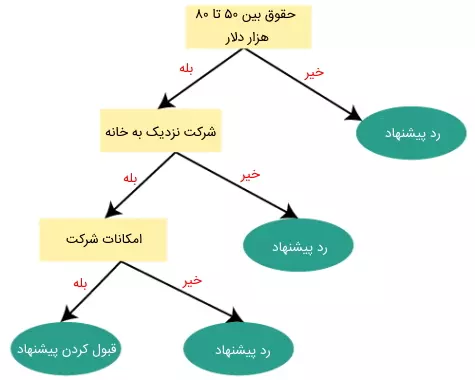 حقوق بین ۵۰ تا ۸۰
هزار دلار
بله
خیر
شرکت نزدیک به خانه
رد پیشنهاد
بله
خیر
امکانات شرکت
رد پیشنهاد
بله
خیر
قبول کردن پیشنهاد
رد پیشنهاد